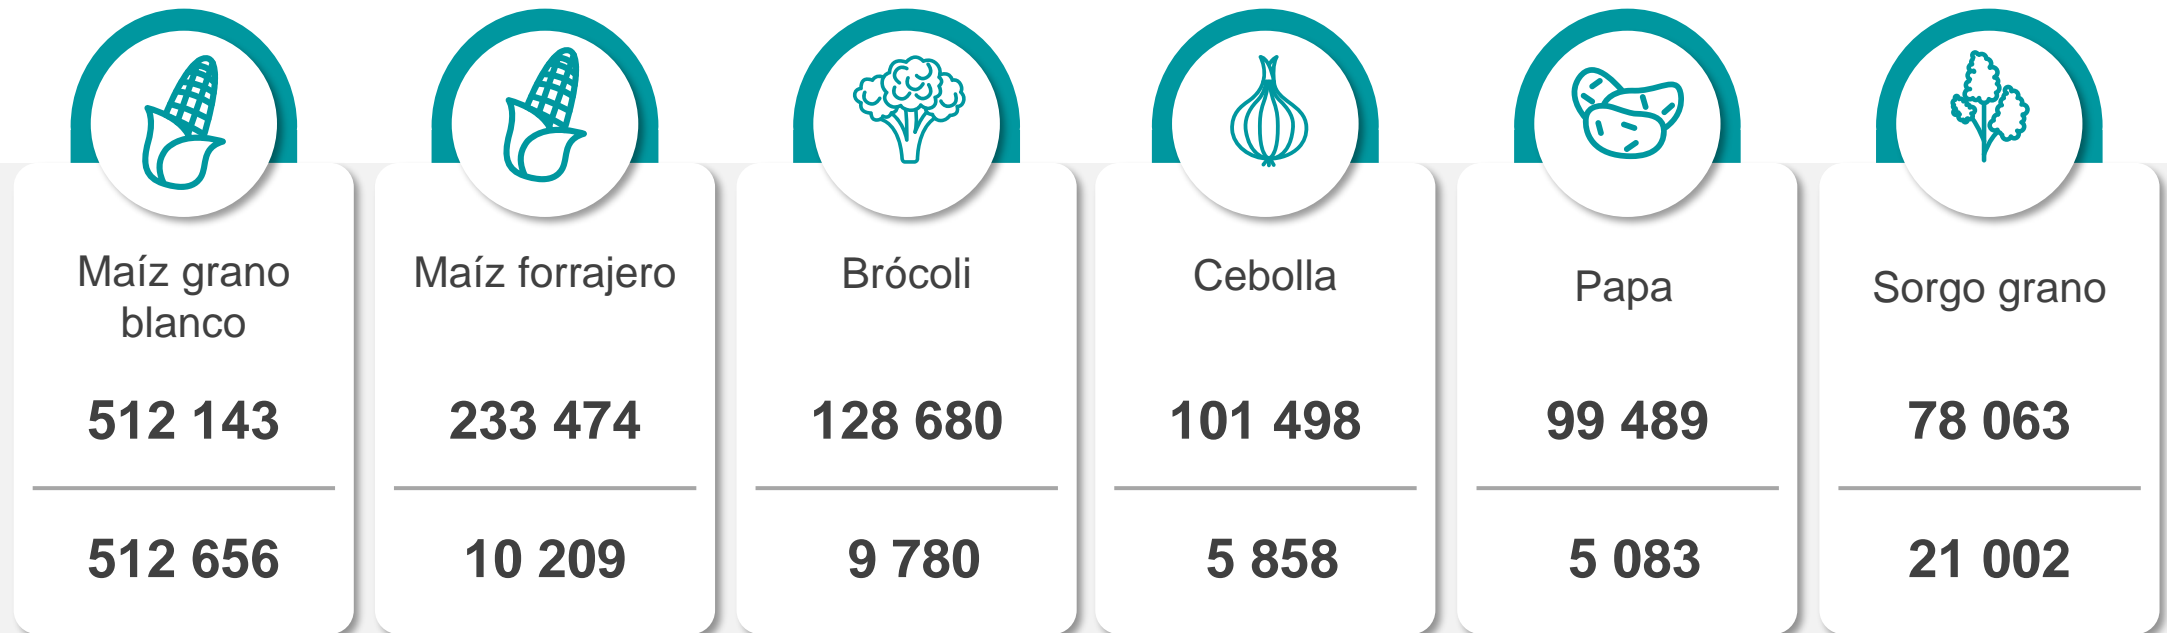 Maíz grano
blanco
512 143
512 656
Maíz forrajero
233 474
10 209
Brócoli
128 680
9 780
Cebolla
101 498
5 858
Papa
99 489
5 083
Sorgo grano
78 063
21 002